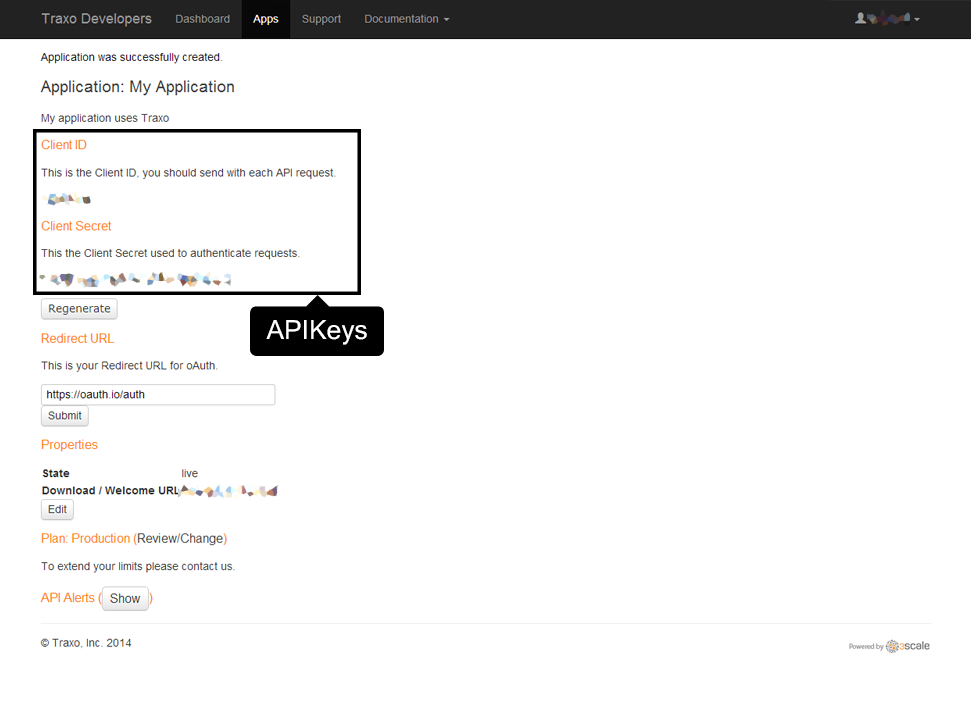 Traxo Developers Dashboard Apps Support Documentation
Application was successfully created.
Application: My Application
My application uses Traxo
Client ID
This is the Client ID, you should send with each API request.
Client Secret
This the Client Secret used to authenticate requests.
Regenerate
APIKeys
Redirect URL
This is your Redirect URL for oAuth.
https://oauth.io/auth
Submit
Properties
State live
Download / Welcome URL
Edit
Plan: Production (Review/Change)
To extend your limits please contact us.
API Alerts (Show)
© Traxo, Inc. 2014
Powered by 3scale